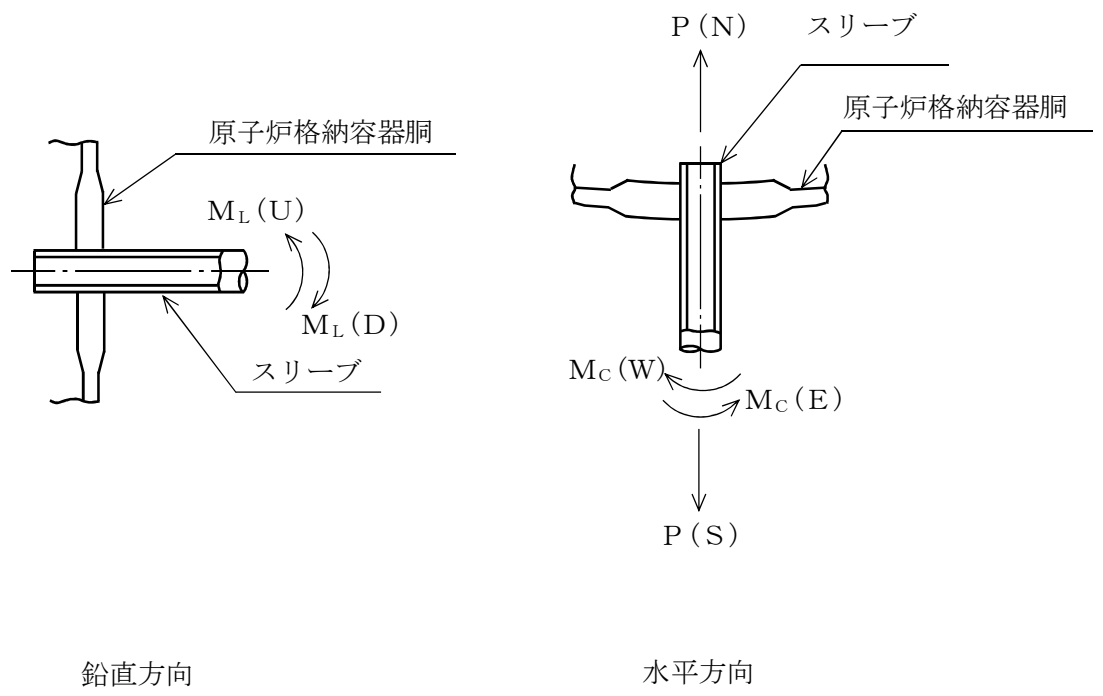 原子炉格納容器胴
M_L(U)
M_L(D)
スリーブ
鉛直方向
P(N)
スリーブ
原子炉格納容器胴
M_C(W)
M_C(E)
P(S)
水平方向